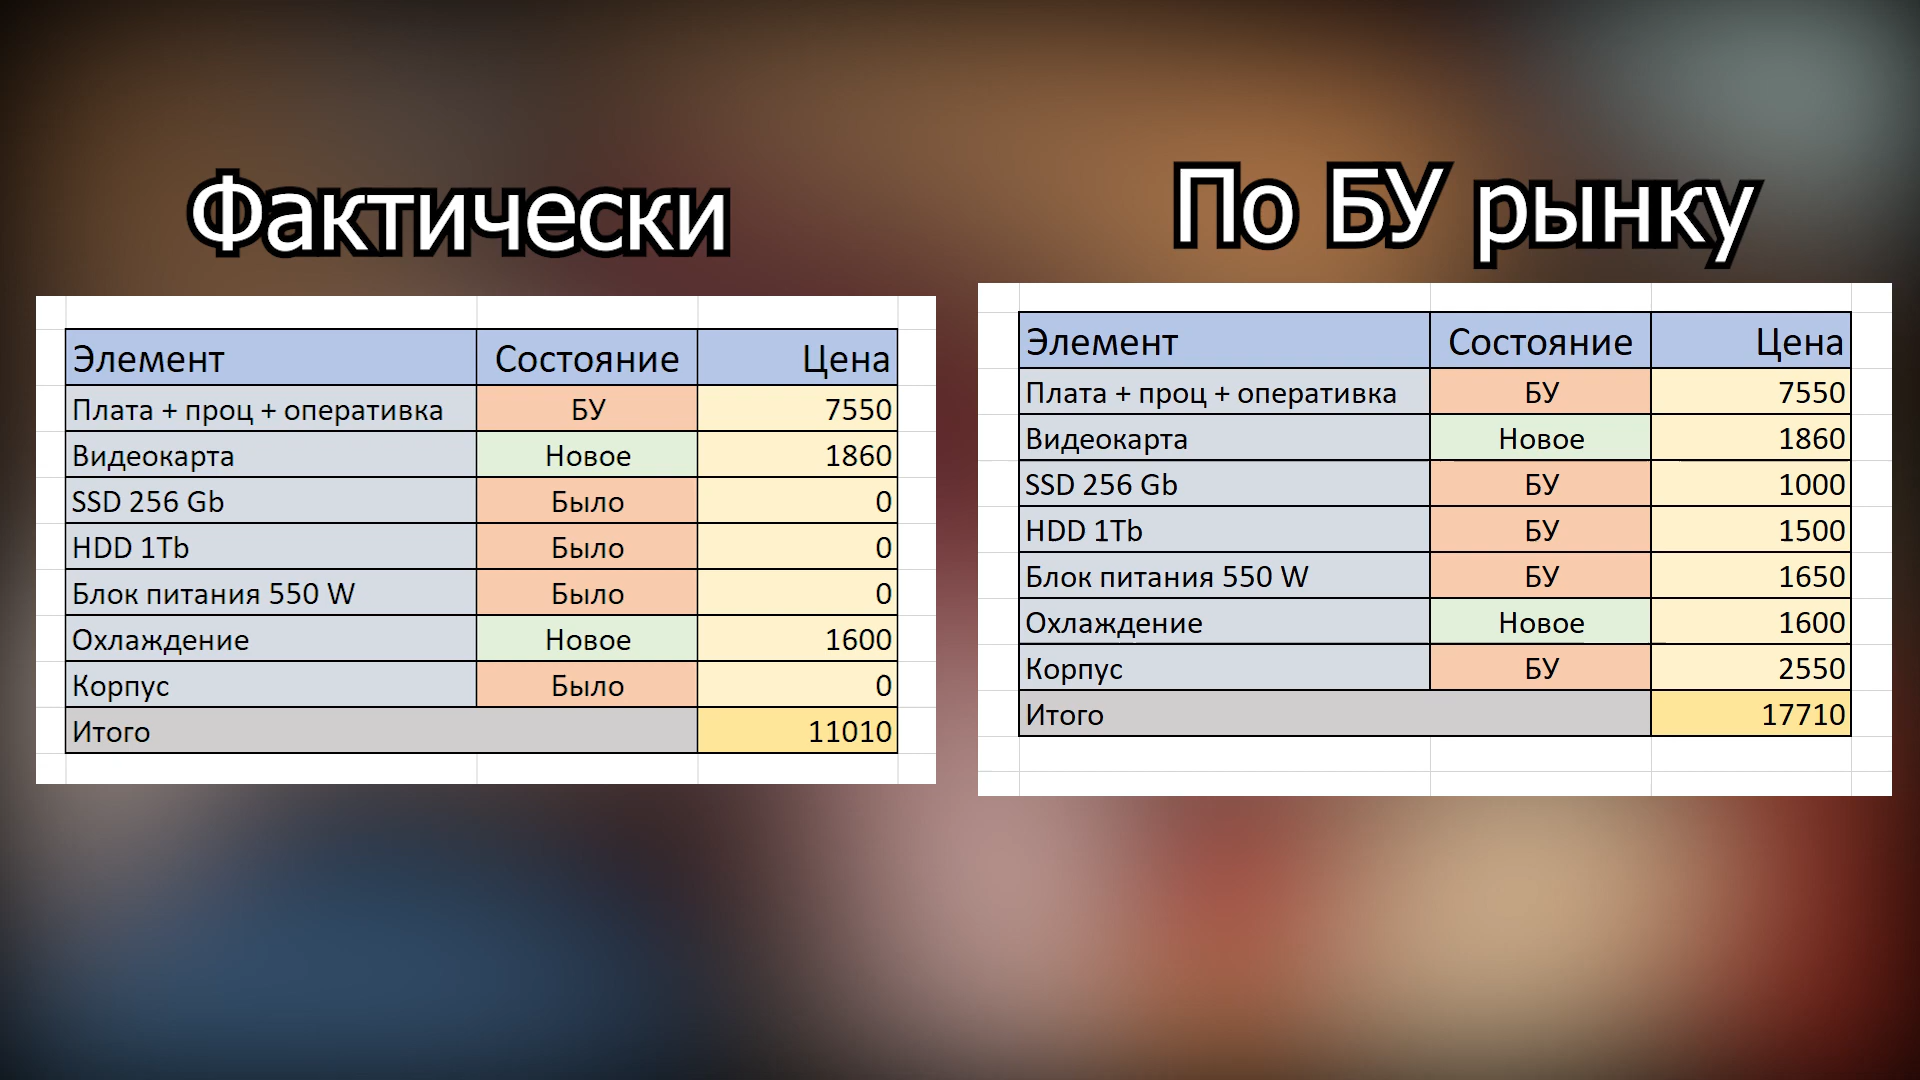 Фактически
Элемент Состояние Цена
Плата + проц + оперативка БУ 7550
Видеокарта Новое 1860
SSD 256 Gb Было 0
HDD 1Tb Было 0
Блок питания 550 W Было 0
Охлаждение Новое 1600
Корпус Было 0
Итого 11010
По БУ рынку
Элемент Состояние Цена
Плата + проц + оперативка БУ 7550
Видеокарта Новое 1860
SSD 256 Gb БУ 1000
HDD 1Tb БУ 1500
Блок питания 550 W БУ 1650
Охлаждение Новое 1600
Корпус БУ 2550
Итого 17710